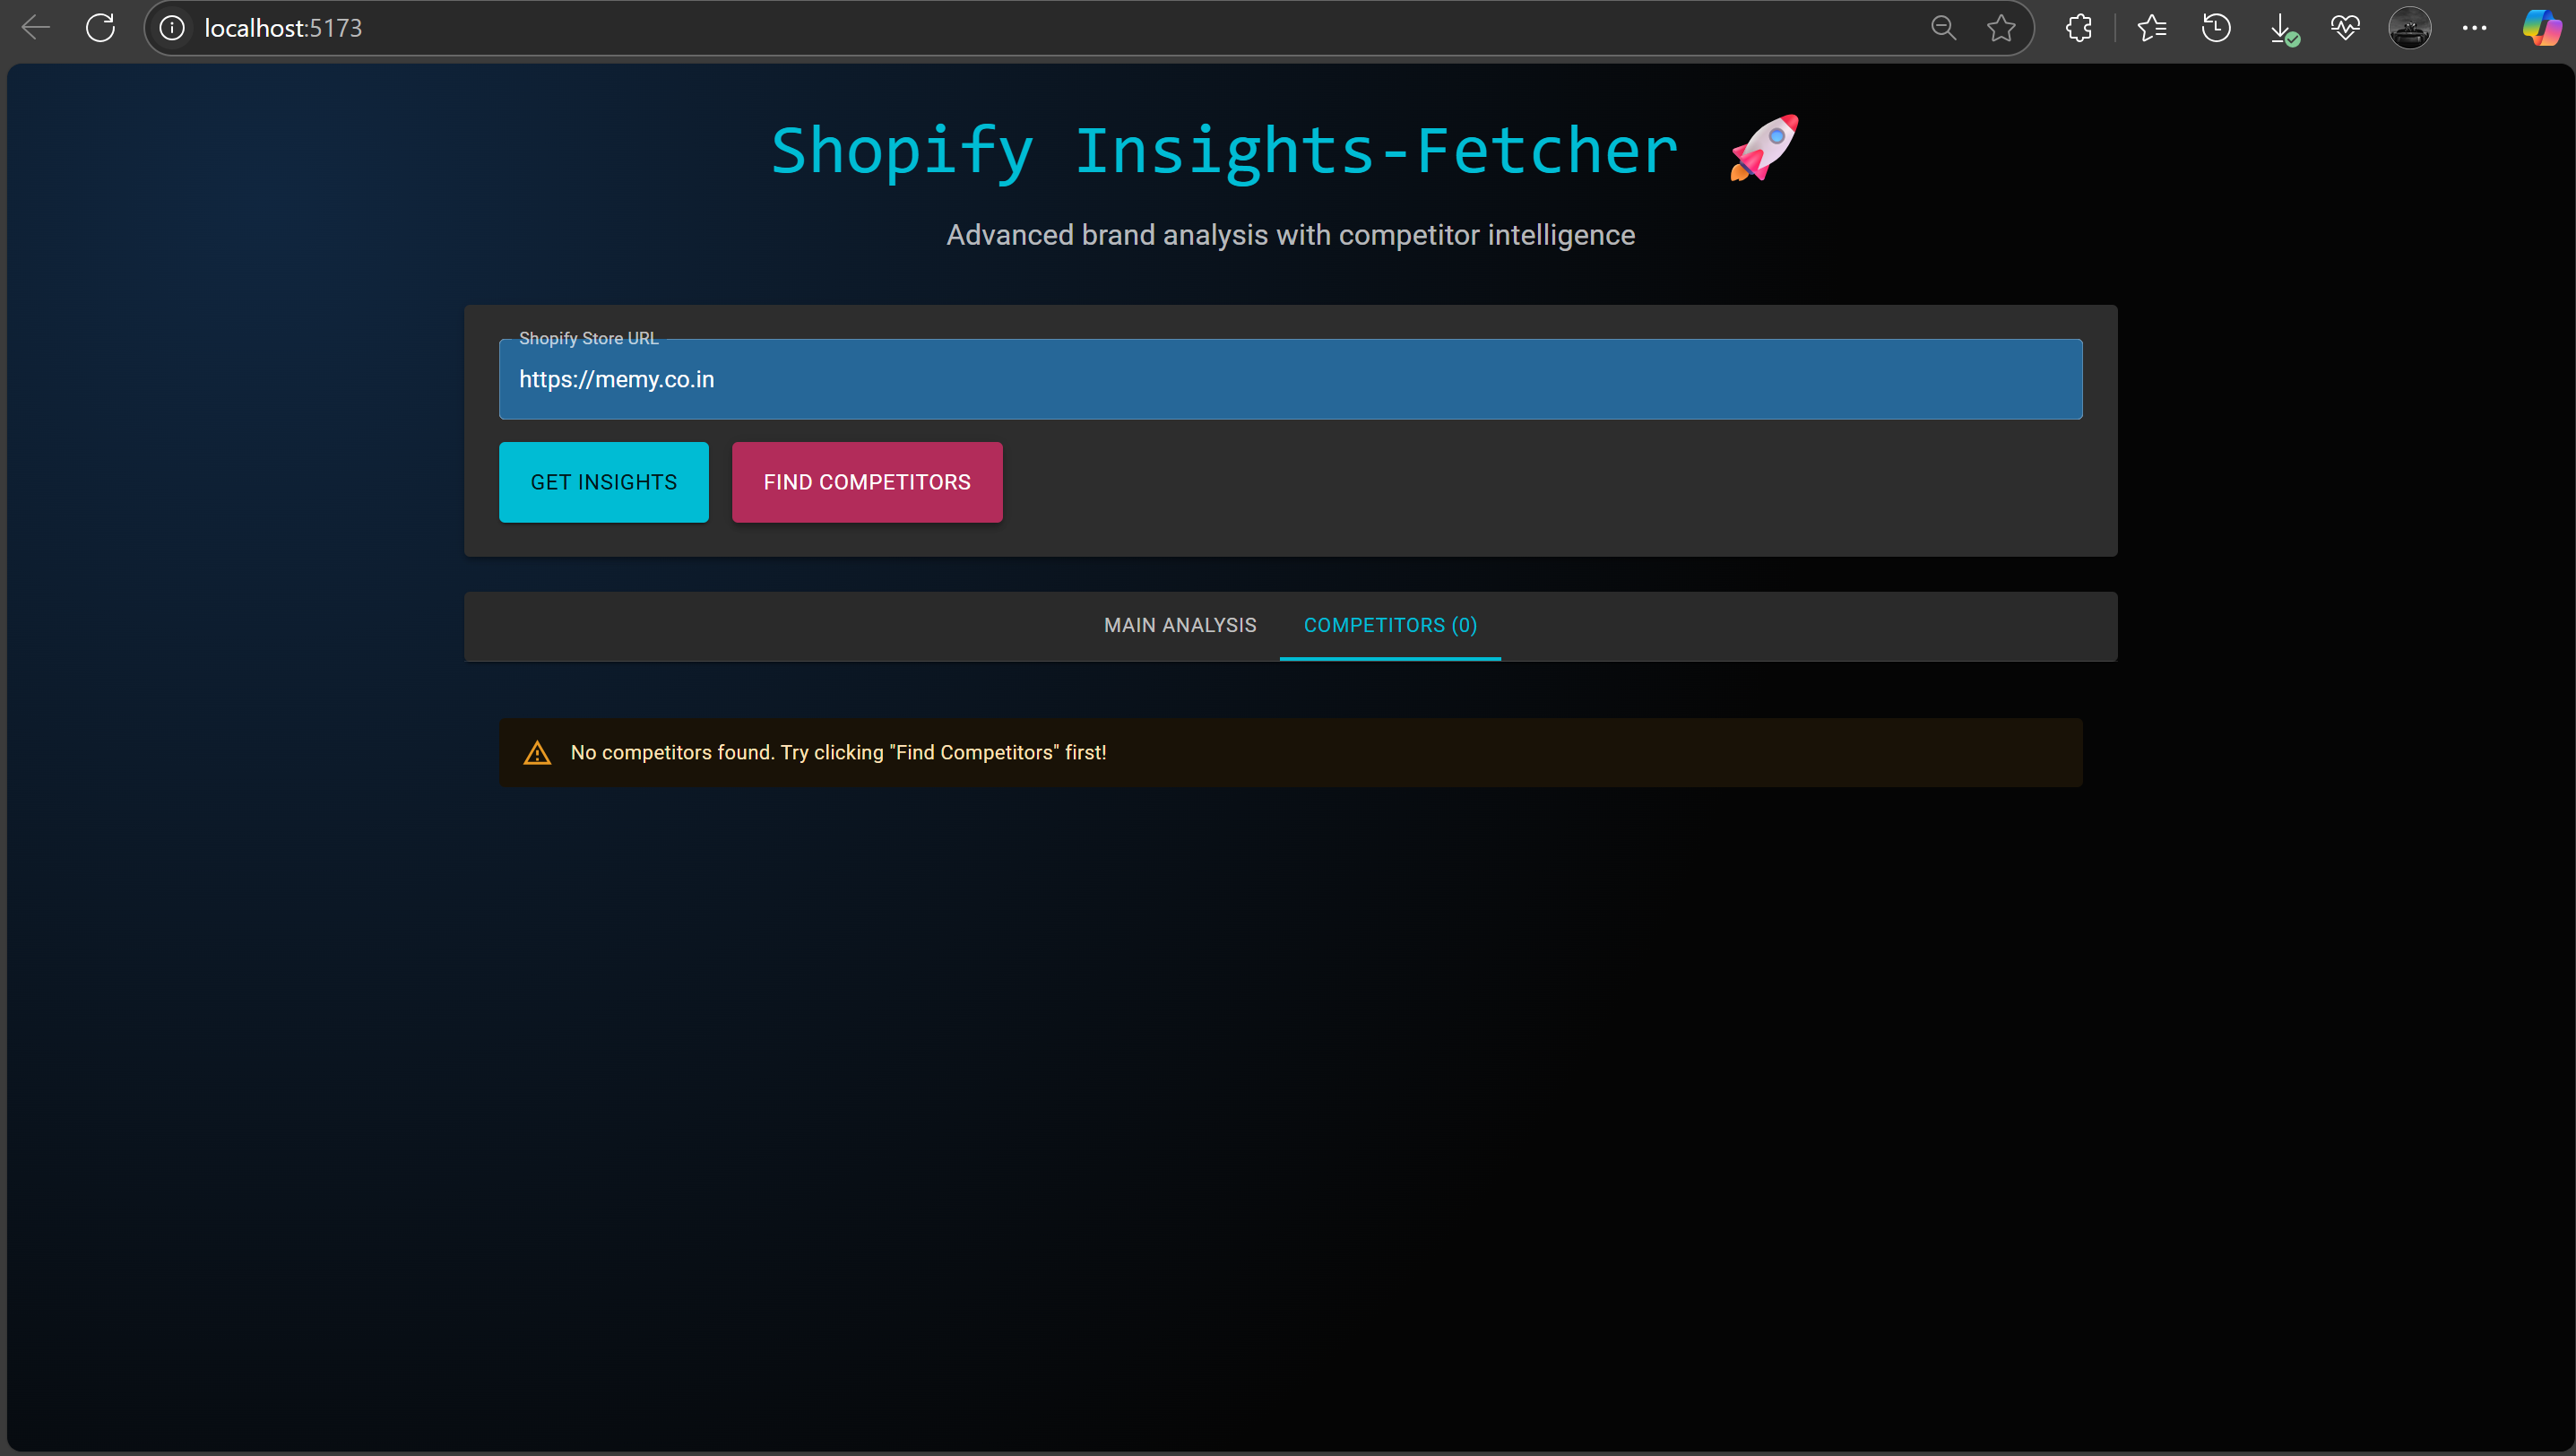 localhost:5173
Shopify Insights-Fetcher 🚀
Advanced brand analysis with competitor intelligence
Shopify Store URL
https://memy.co.in
GET INSIGHTS
FIND COMPETITORS
MAIN ANALYSIS
COMPETITORS (0)
No competitors found. Try clicking "Find Competitors" first!